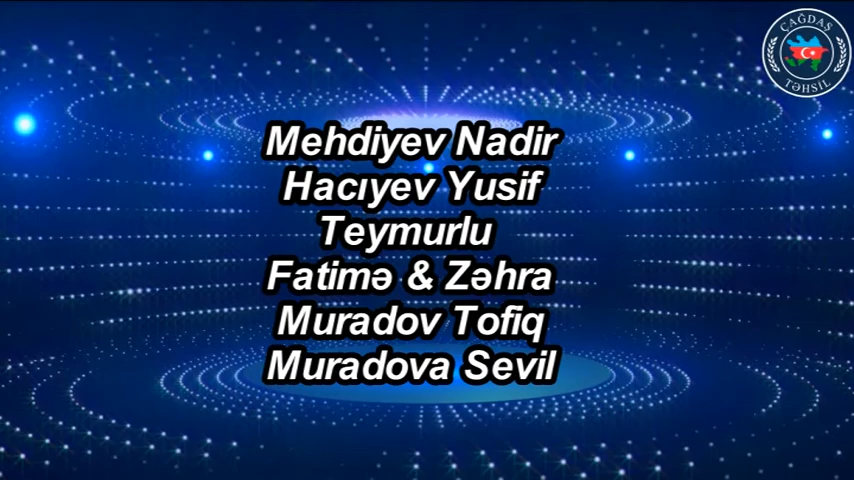 ÇAĞDAŞ
TƏHSİL
Mehdiyev Nadir
Hacıyev Yusif
Teymurlu
Fatimə & Zəhra
Muradov Tofiq
Muradova Sevil